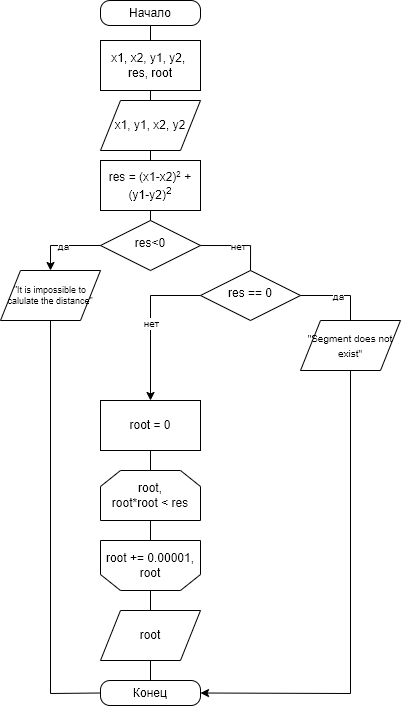 Начало
x1, x2, y1, y2,
res, root
x1, y1, x2, y2
res = (x1-x2)² +
(y1-y2)²
res<0
да
нет
"It is impossible to
calulate the distance"
res == 0
да
нет
"Segment does not
exist"
root = 0
root,
root*root < res
root += 0.00001,
root
root
Конец